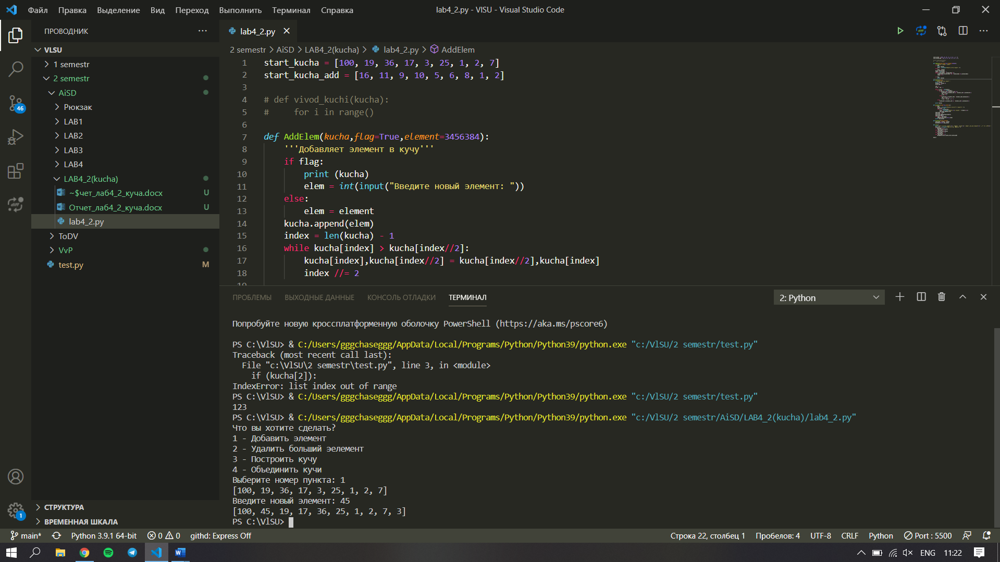 Файл Правка Выделение Вид Переход Выполнить Терминал Справка
lab4_2.py - VlSU - Visual Studio Code
ПРОВОДНИК
VLSU
1 semestr
2 semestr
AiSD
Рюкзак
LAB1
LAB2
LAB3
LAB4
LAB4_2(kucha)
~$чет_лаб4_2_куча.docx U
Отчет_лаб4_2_куча.docx U
lab4_2.py
ToDV
VvP
test.py M
СТРУКТУРА
ВРЕМЕННАЯ ШКАЛА
46
1
lab4_2.py
2 semestr > AiSD > LAB4_2(kucha) > lab4_2.py > AddElem
1 start_kucha = [100, 19, 36, 17, 3, 25, 1, 2, 7]
2 start_kucha_add = [16, 11, 9, 10, 5, 6, 8, 1, 2]
3
4 # def vivod_kuchi(kucha):
5 #     for i in range()
6
7 def AddElem(kucha,flag=True,element=3456384):
8     '''Добавляет элемент в кучу'''
9     if flag:
10         print (kucha)
11         elem = int(input("Введите новый элемент: "))
12     else:
13         elem = element
14     kucha.append(elem)
15     index = len(kucha) - 1
16     while kucha[index] > kucha[index//2]:
17         kucha[index],kucha[index//2] = kucha[index//2],kucha[index]
18         index //= 2
19
ПРОБЛЕМЫ ВЫХОДНЫЕ ДАННЫЕ КОНСОЛЬ ОТЛАДКИ ТЕРМИНАЛ
2: Python
Попробуйте новую кроссплатформенную оболочку PowerShell (https://aka.ms/pscore6)
PS C:\VlSU> & C:/Users/gggchaseggg/AppData/Local/Programs/Python/Python39/python.exe "c:/VlSU/2 semestr/test.py"
Traceback (most recent call last):
  File "c:\VlSU\2 semestr\test.py", line 3, in <module>
    if (kucha[2]):
IndexError: list index out of range
PS C:\VlSU> & C:/Users/gggchaseggg/AppData/Local/Programs/Python/Python39/python.exe "c:/VlSU/2 semestr/test.py"
123
PS C:\VlSU> & C:/Users/gggchaseggg/AppData/Local/Programs/Python/Python39/python.exe "c:/VlSU/2 semestr/AiSD/LAB4_2(kucha)/lab4_2.py"
Что вы хотите сделать?
1 - Добавить элемент
2 - Удалить больший эелемент
3 - Построить кучу
4 - Объединить кучи
Выберите номер пункта: 1
[100, 19, 36, 17, 3, 25, 1, 2, 7]
Введите новый элемент: 45
[100, 45, 19, 17, 36, 25, 1, 2, 7, 3]
PS C:\VlSU>
main* Python 3.9.1 64-bit 0 0 githd: Express Off
Строка 22, столбец 1 Пробелов: 4 UTF-8 CRLF Python Port : 5500
ENG 11:22